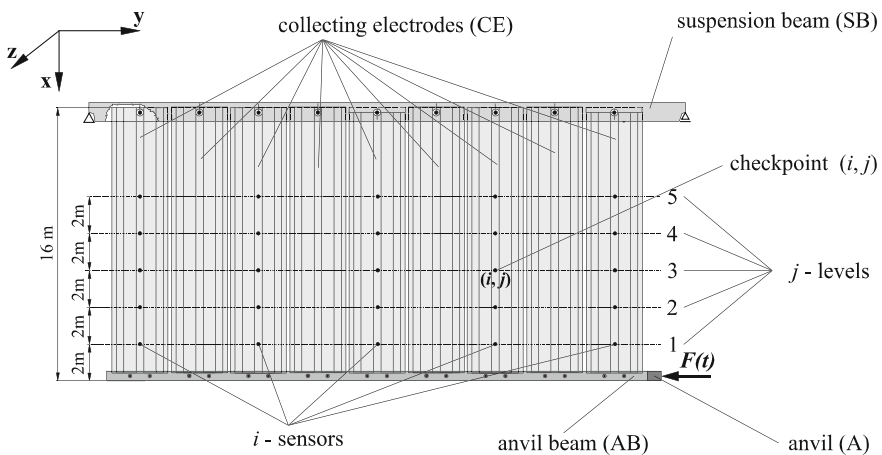 collecting electrodes (CE)
suspension beam (SB)
y
z
x
checkpoint (i, j)
16 m
2m
2m
2m
2m
2m
5
4
3
2
1
(i, j)
j - levels
F(t)
i - sensors
anvil beam (AB)
anvil (A)